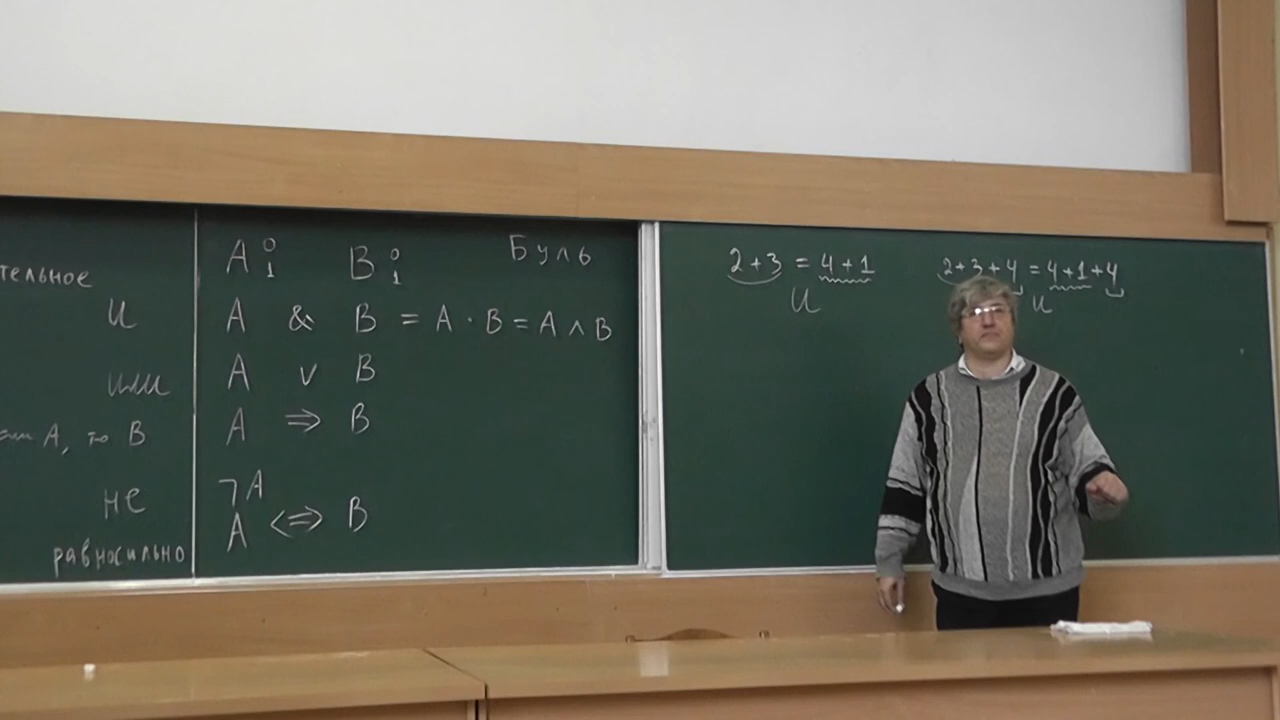 тельное
и
или
А, то В
не
равносильно
A 0 1 B 0 1 Буль
A & B = A · B = A ∧ B
A ∨ B
A ⇒ B
¬A
A <=> B
2+3 = 4+1 2+3+4 = 4+1+4
И И